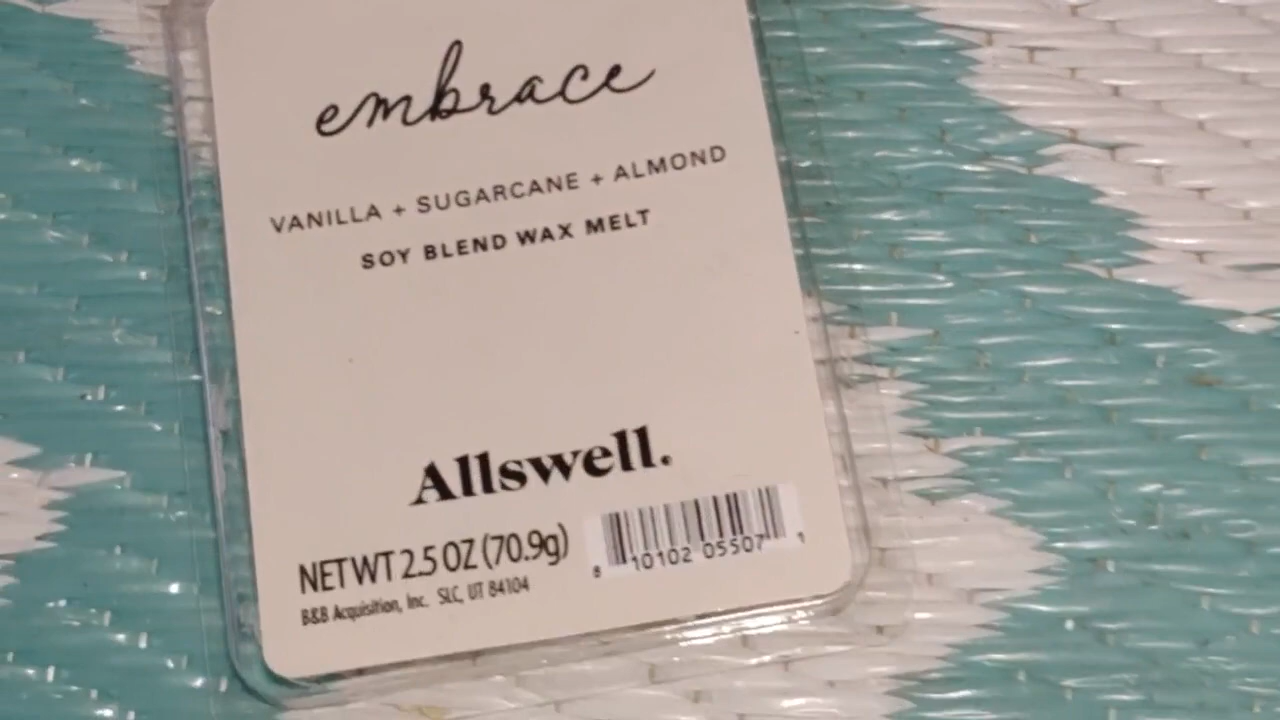 embrace
VANILLA + SUGARCANE + ALMOND
SOY BLEND WAX MELT
Allswell.
NET WT 2.5 OZ (70.9g)
B&B Acquisition, Inc. SLC, UT 84104
8 10102 05507 1